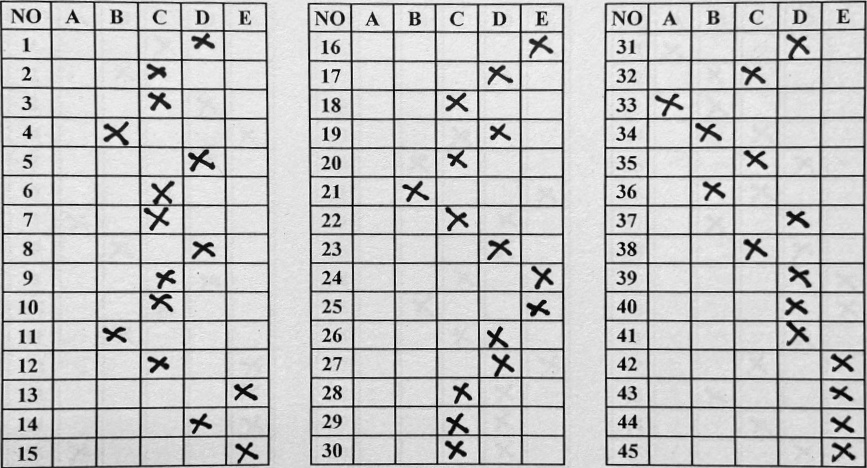 NO A B C D E
1 X
2 X
3 X
4 X
5 X
6 X
7 X
8 X
9 X
10 X
11 X
12 X
13 X
14 X
15 X
NO A B C D E
16 X
17 X
18 X
19 X
20 X
21 X
22 X
23 X
24 X
25 X
26 X
27 X
28 X
29 X
30 X
NO A B C D E
31 X
32 X
33 X
34 X
35 X
36 X
37 X
38 X
39 X
40 X
41 X
42 X
43 X
44 X
45 X